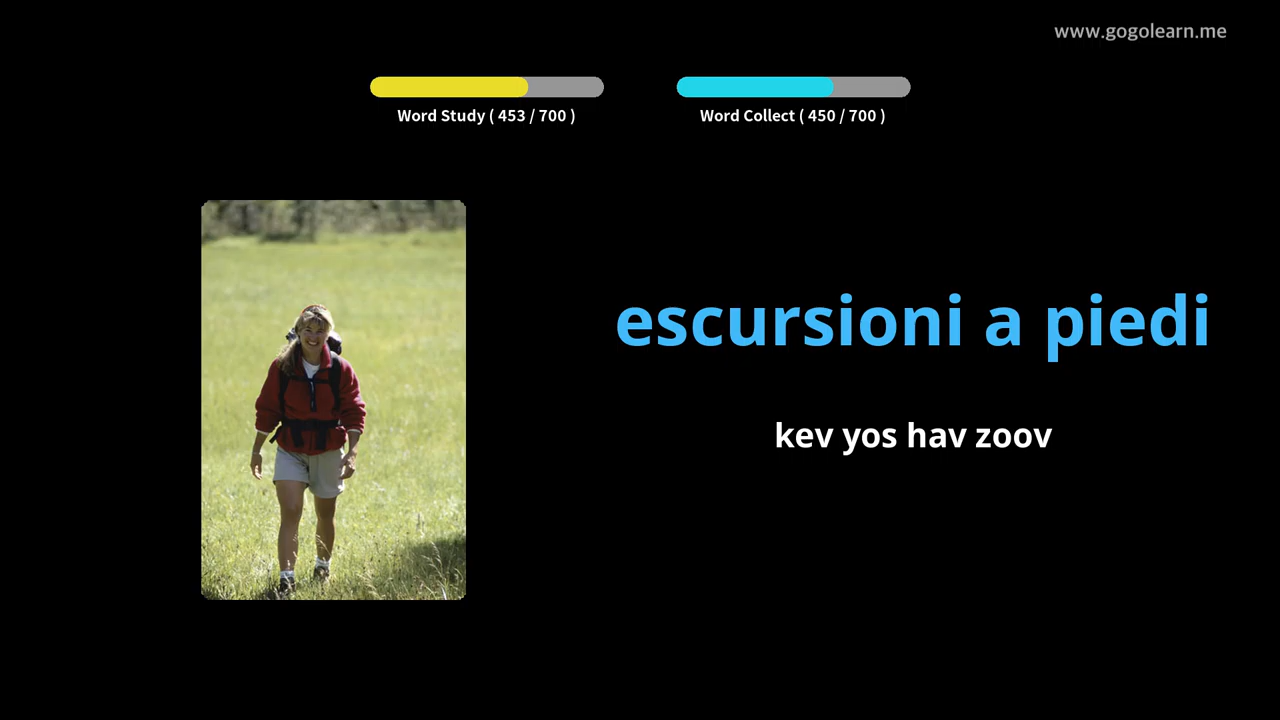 www.gogolearn.me
Word Study ( 453 / 700 )
Word Collect ( 450 / 700 )
escursioni a piedi
kev yos hav zoov